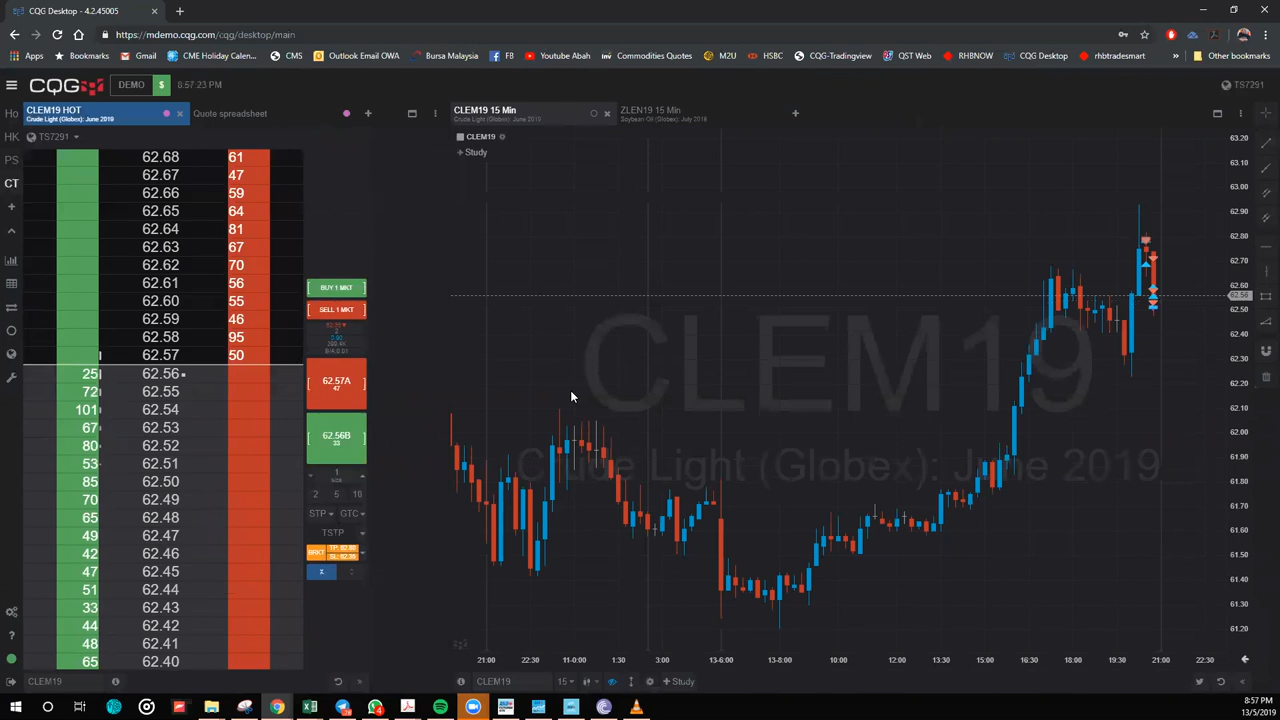 CQG Desktop - 4.2.45005
https://mdemo.cqg.com/cqg/desktop/main
Apps Bookmarks Gmail CME Holiday Calen... CMS Outlook Email OWA Bursa Malaysia FB Youtube Abah Commodities Quotes M2U HSBC CQG-Tradingview QST Web RHBNOW CQG Desktop rhbtradesmart Other bookmarks
CQG DEMO $ 8:57:23 PM TS7291
Ho CLEM19 HOT
Crude Light (Globex): June 2019
Quote spreadsheet
CLEM19 15 Min
Crude Light (Globex): June 2019
ZLEN19 15 Min
Soybean Oil (Globex): July 2019
HK TS7291
PS
CT
CLEM19
Study
62.68 61
62.67 47
62.66 59
62.65 64
62.64 81
62.63 67
62.62 70
62.61 56
62.60 55
62.59 46
62.58 95
62.57 50
25 62.56
72 62.55
101 62.54
67 62.53
80 62.52
53 62.51
85 62.50
70 62.49
65 62.48
49 62.47
42 62.46
47 62.45
51 62.44
33 62.43
44 62.42
48 62.41
65 62.40
BUY 1 MKT
SELL 1 MKT
62.57A
47
62.56B
33
1
SIZE
2 5 10
STP GTC
TSTP
BRKT
CLEM19
Crude Light (Globex): June 2019
63.20
63.10
63.00
62.90
62.80
62.70
62.60
62.56
62.50
62.40
62.30
62.20
62.10
62.00
61.90
61.80
61.70
61.60
61.50
61.40
61.30
61.20
21:00 22:30 11-0:00 1:30 3:00 13-6:00 13-8:00 10:00 12:00 13:30 15:00 16:30 18:00 19:30 21:00 22:30
CLEM19
CLEM19 15 Study
8:57 PM
13/5/2019